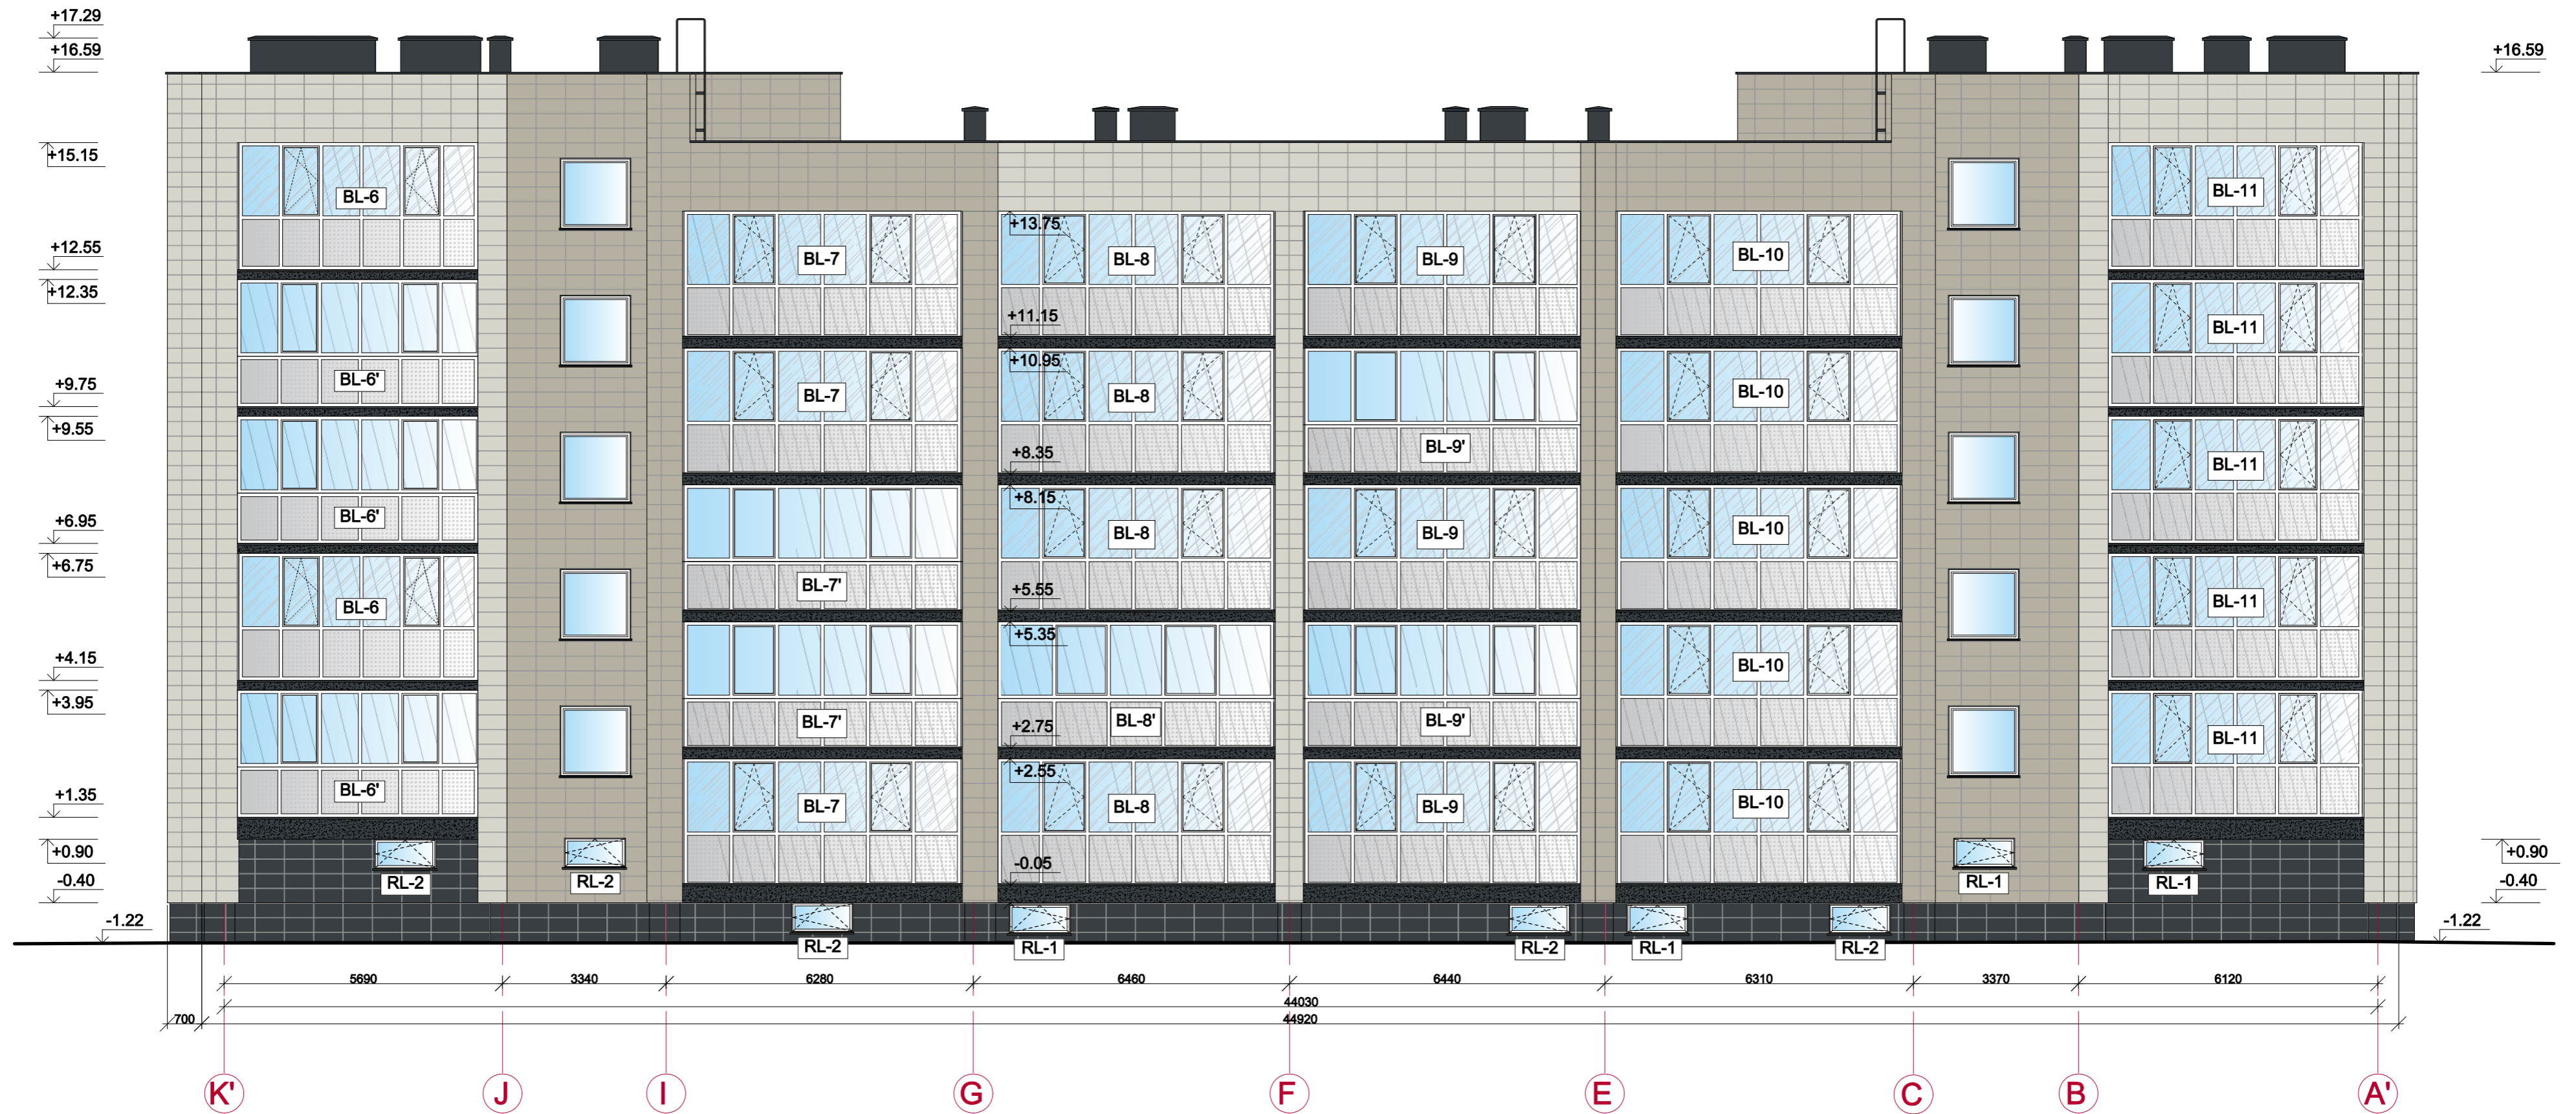 +17.29
+16.59
+16.59
+15.15
BL-6
BL-11
+13.75
BL-7
BL-8
BL-9
BL-10
+12.55
+12.35
+11.15
BL-11
+10.95
BL-6'
+9.75
BL-7
BL-8
BL-10
+9.55
BL-9'
+8.35
BL-11
+8.15
BL-6'
BL-7
BL-8
BL-9
BL-10
+6.95
+6.75
BL-7'
+5.55
BL-6
BL-11
+5.35
+4.15
BL-10
+3.95
BL-7'
BL-8'
BL-9'
+2.75
BL-11
+2.55
BL-6'
+1.35
BL-7
BL-8
BL-9
BL-10
+0.90
+0.90
-0.05
-0.40
RL-2
RL-2
RL-1
RL-1
-0.40
-1.22
-1.22
RL-2
RL-1
RL-2
RL-1
RL-2
5690
3340
6280
6460
6440
6310
3370
6120
44030
700
44920
K'
J
I
G
F
E
C
B
A'